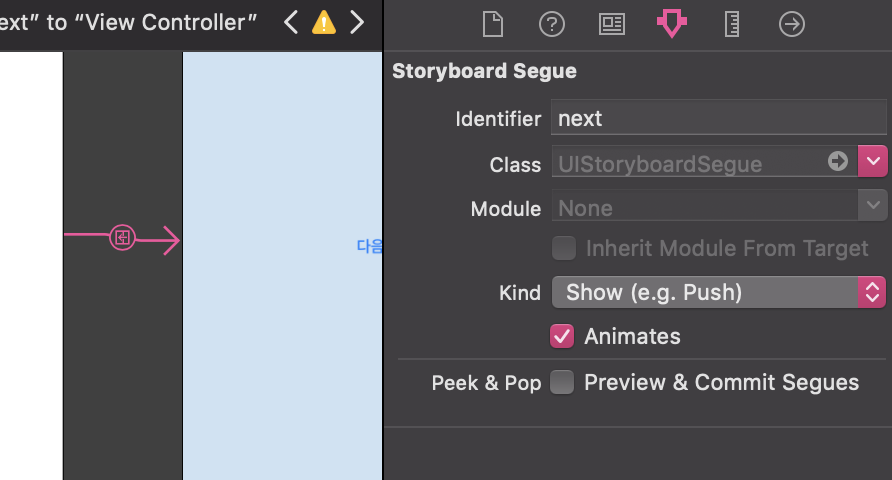 ext” to “View Controller”
Storyboard Segue
Identifier next
Class UIStoryboardSegue
Module None
Inherit Module From Target
다음
Kind Show (e.g. Push)
Animates
Peek & Pop Preview & Commit Segues